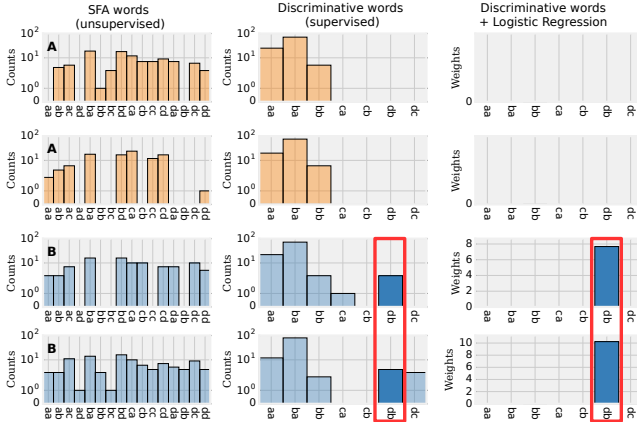 SFA words
(unsupervised)
Discriminative words
(supervised)
Discriminative words
+ Logistic Regression
A
Counts
10²
10¹
10⁰
0
aa ab ac ad ba bb bc bd ca cb cc cd da db dc dd
Counts
10²
10¹
10⁰
0
aa ba bb ca cb db dc
Weights
0
aa ba bb ca cb db dc
A
Counts
10²
10¹
10⁰
0
aa ab ac ad ba bb bc bd ca cb cc cd da db dc dd
Counts
10²
10¹
10⁰
0
aa ba bb ca cb db dc
Weights
0
aa ba bb ca cb db dc
B
Counts
10²
10¹
10⁰
0
aa ab ac ad ba bb bc bd ca cb cc cd da db dc dd
Counts
10²
10¹
10⁰
0
aa ba bb ca cb db dc
Weights
8
6
4
2
0
aa ba bb ca cb db dc
B
Counts
10²
10¹
10⁰
0
aa ab ac ad ba bb bc bd ca cb cc cd da db dc dd
Counts
10²
10¹
10⁰
0
aa ba bb ca cb db dc
Weights
10
8
6
4
2
0
aa ba bb ca cb db dc